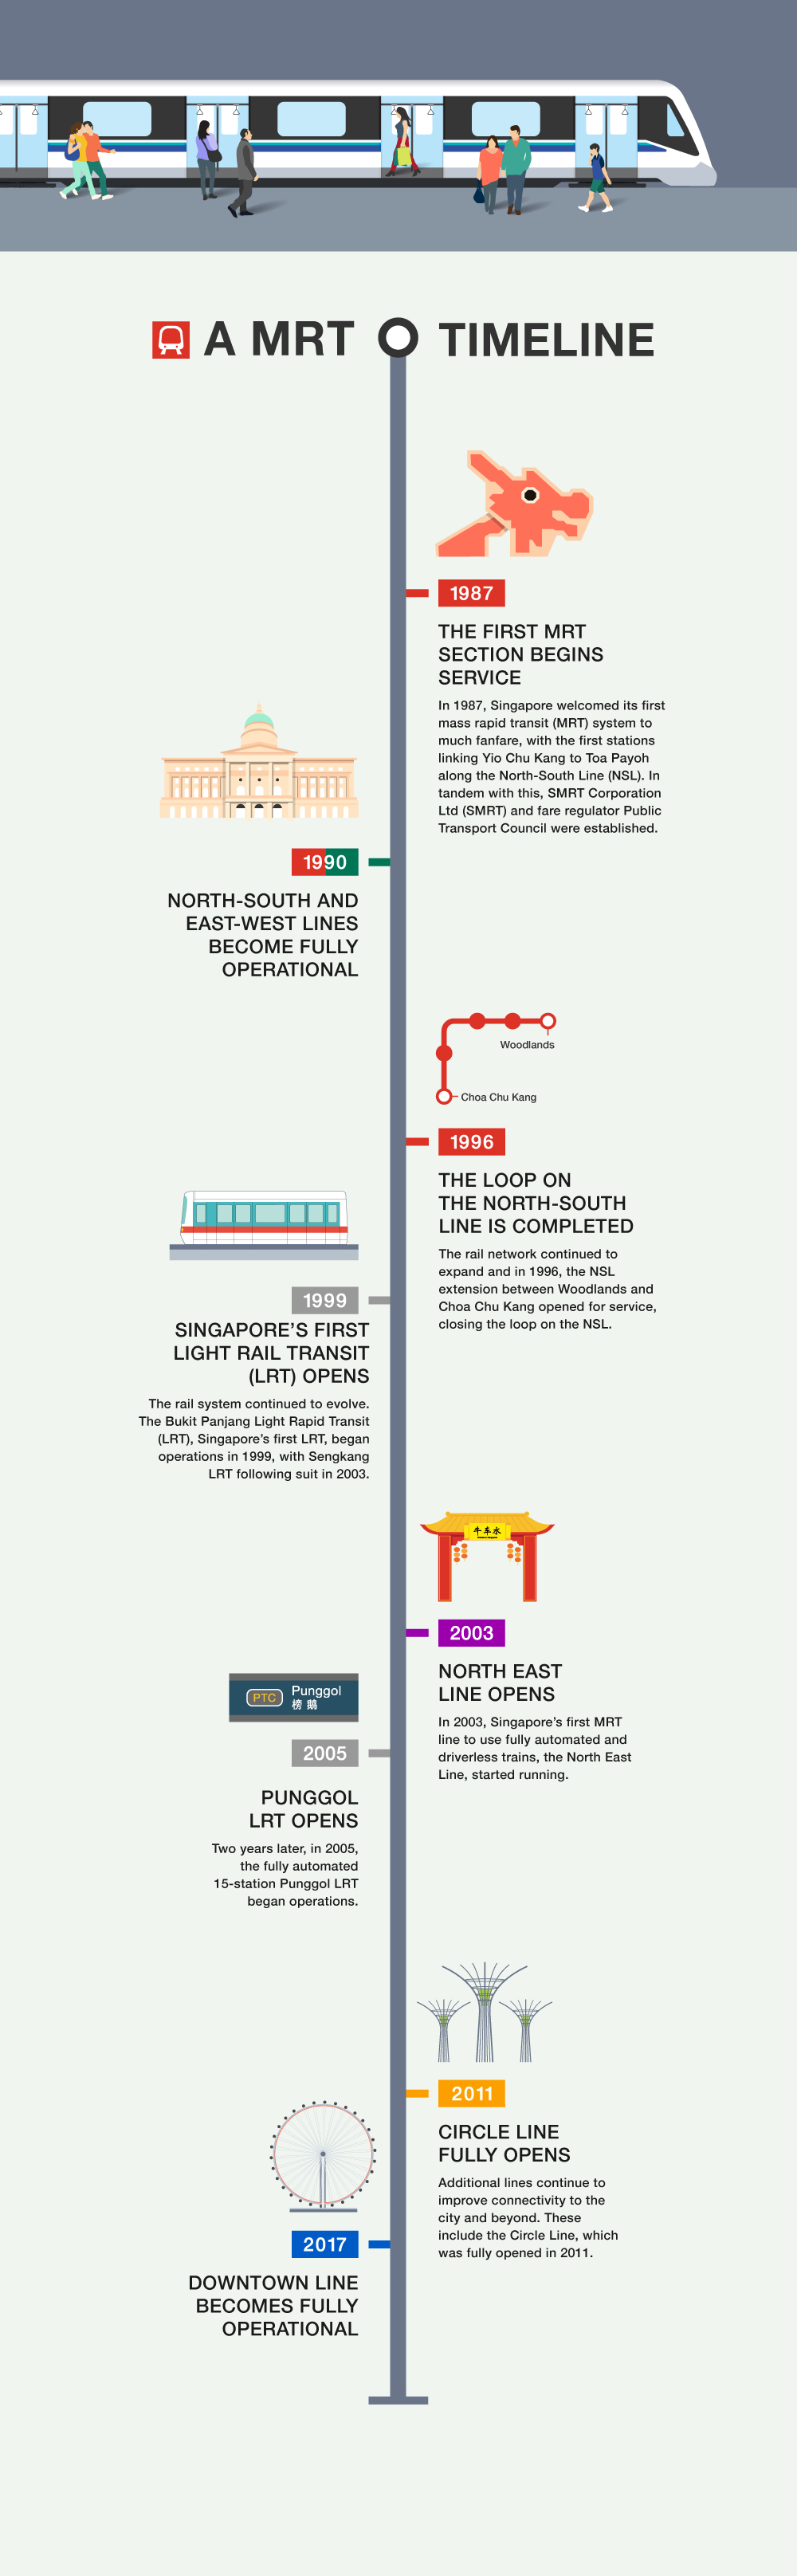 A MRT TIMELINE
1987
THE FIRST MRT
SECTION BEGINS
SERVICE
In 1987, Singapore welcomed its first
mass rapid transit (MRT) system to
much fanfare, with the first stations
linking Yio Chu Kang to Toa Payoh
along the North-South Line (NSL). In
tandem with this, SMRT Corporation
Ltd (SMRT) and fare regulator Public
Transport Council were established.
1990
NORTH-SOUTH AND
EAST-WEST LINES
BECOME FULLY
OPERATIONAL
Woodlands
Choa Chu Kang
1996
THE LOOP ON
THE NORTH-SOUTH
LINE IS COMPLETED
The rail network continued to
expand and in 1996, the NSL
extension between Woodlands and
Choa Chu Kang opened for service,
closing the loop on the NSL.
1999
SINGAPORE’S FIRST
LIGHT RAIL TRANSIT
(LRT) OPENS
The rail system continued to evolve.
The Bukit Panjang Light Rapid Transit
(LRT), Singapore’s first LRT, began
operations in 1999, with Sengkang
LRT following suit in 2003.
牛车水
2003
NORTH EAST
LINE OPENS
In 2003, Singapore’s first MRT
line to use fully automated and
driverless trains, the North East
Line, started running.
PTC Punggol
榜鹅
2005
PUNGGOL
LRT OPENS
Two years later, in 2005,
the fully automated
15-station Punggol LRT
began operations.
2011
CIRCLE LINE
FULLY OPENS
Additional lines continue to
improve connectivity to the
city and beyond. These
include the Circle Line, which
was fully opened in 2011.
2017
DOWNTOWN LINE
BECOMES FULLY
OPERATIONAL